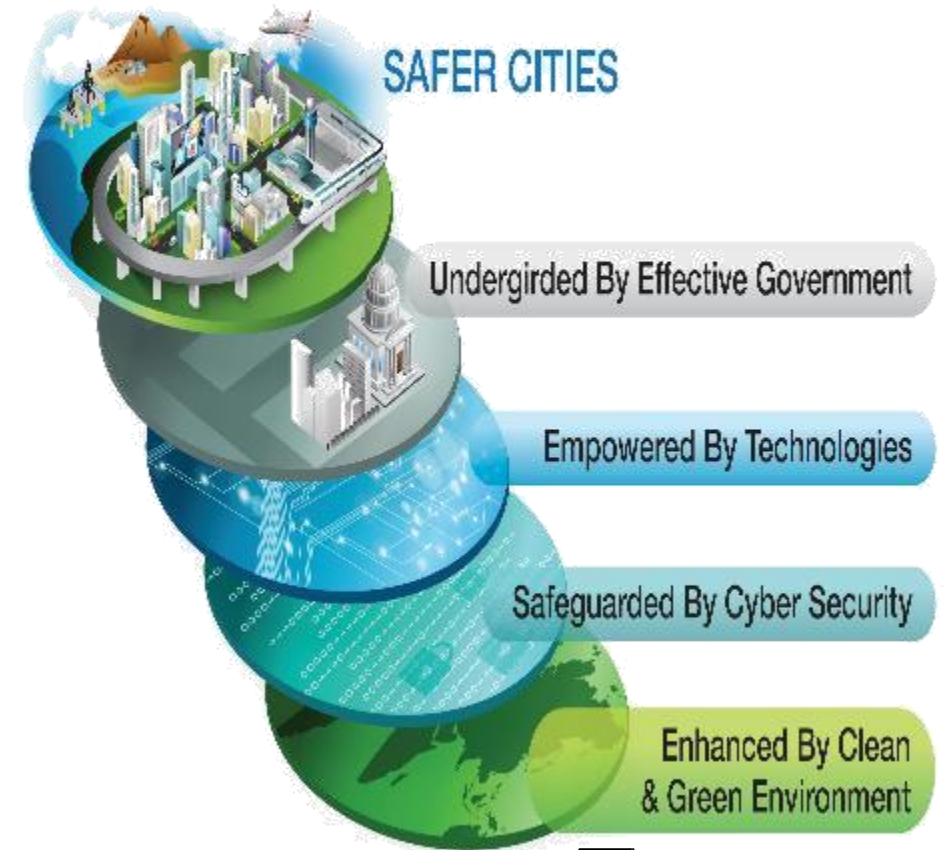 SAFER CITIES
Undergirded By Effective Government
Empowered By Technologies
Safeguarded By Cyber Security
Enhanced By Clean
& Green Environment